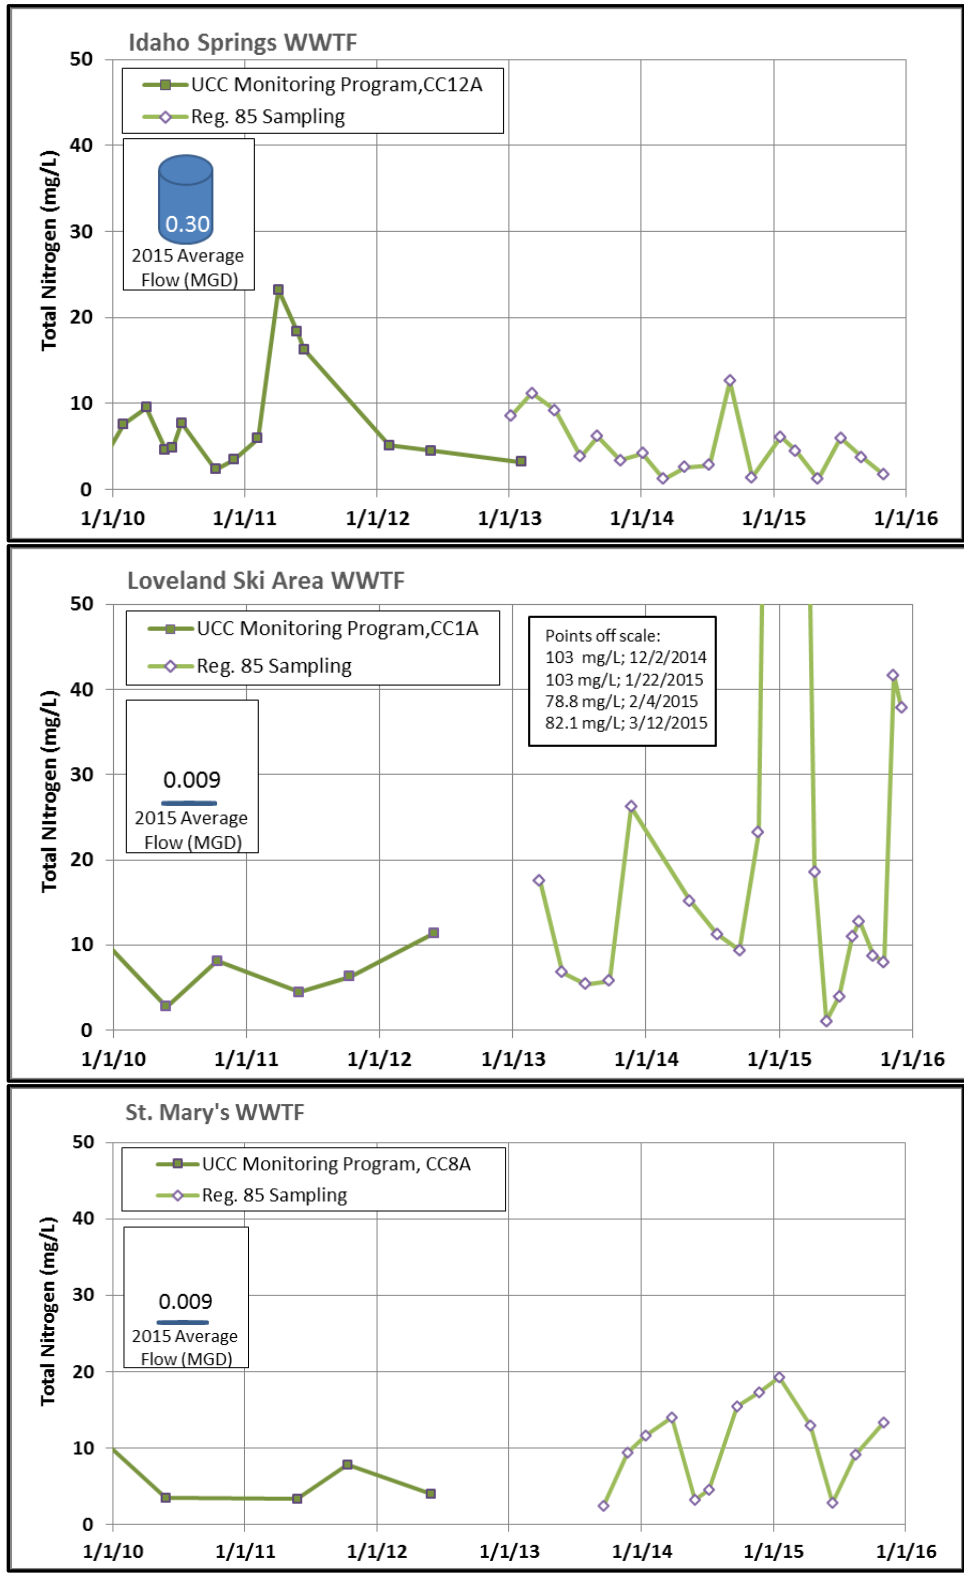 Idaho Springs WWTF
50
40
30
20
10
0
Total Nitrogen (mg/L)
UCC Monitoring Program,CC12A
Reg. 85 Sampling
0.30
2015 Average
Flow (MGD)
1/1/10 1/1/11 1/1/12 1/1/13 1/1/14 1/1/15 1/1/16
Loveland Ski Area WWTF
50
40
30
20
10
0
Total NItrogen (mg/L)
UCC Monitoring Program,CC1A
Reg. 85 Sampling
Points off scale:
103 mg/L; 12/2/2014
103 mg/L; 1/22/2015
78.8 mg/L; 2/4/2015
82.1 mg/L; 3/12/2015
0.009
2015 Average
Flow (MGD)
1/1/10 1/1/11 1/1/12 1/1/13 1/1/14 1/1/15 1/1/16
St. Mary's WWTF
50
40
30
20
10
0
Total Nitrogen (mg/L)
UCC Monitoring Program, CC8A
Reg. 85 Sampling
0.009
2015 Average
Flow (MGD)
1/1/10 1/1/11 1/1/12 1/1/13 1/1/14 1/1/15 1/1/16